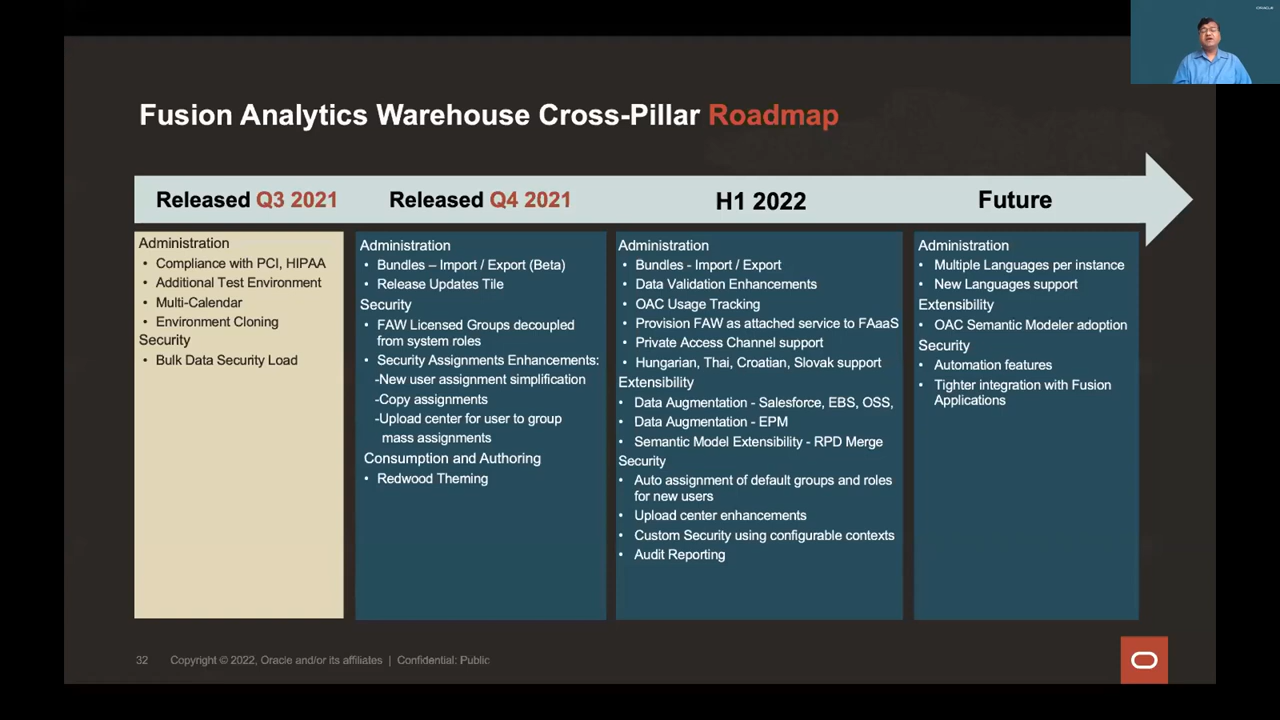 ORACLE
Fusion Analytics Warehouse Cross-Pillar Roadmap
Released Q3 2021
Released Q4 2021
H1 2022
Future
Administration
• Compliance with PCI, HIPAA
• Additional Test Environment
• Multi-Calendar
• Environment Cloning
Security
• Bulk Data Security Load
Administration
• Bundles – Import / Export (Beta)
• Release Updates Tile
Security
• FAW Licensed Groups decoupled
from system roles
• Security Assignments Enhancements:
-New user assignment simplification
-Copy assignments
-Upload center for user to group
mass assignments
Consumption and Authoring
• Redwood Theming
Administration
• Bundles - Import / Export
• Data Validation Enhancements
• OAC Usage Tracking
• Provision FAW as attached service to FAaaS
• Private Access Channel support
• Hungarian, Thai, Croatian, Slovak support
Extensibility
• Data Augmentation - Salesforce, EBS, OSS,
• Data Augmentation - EPM
• Semantic Model Extensibility - RPD Merge
Security
• Auto assignment of default groups and roles
for new users
• Upload center enhancements
• Custom Security using configurable contexts
• Audit Reporting
Administration
• Multiple Languages per instance
• New Languages support
Extensibility
• OAC Semantic Modeler adoption
Security
• Automation features
• Tighter integration with Fusion
Applications
32 Copyright © 2022, Oracle and/or its affiliates | Confidential: Public